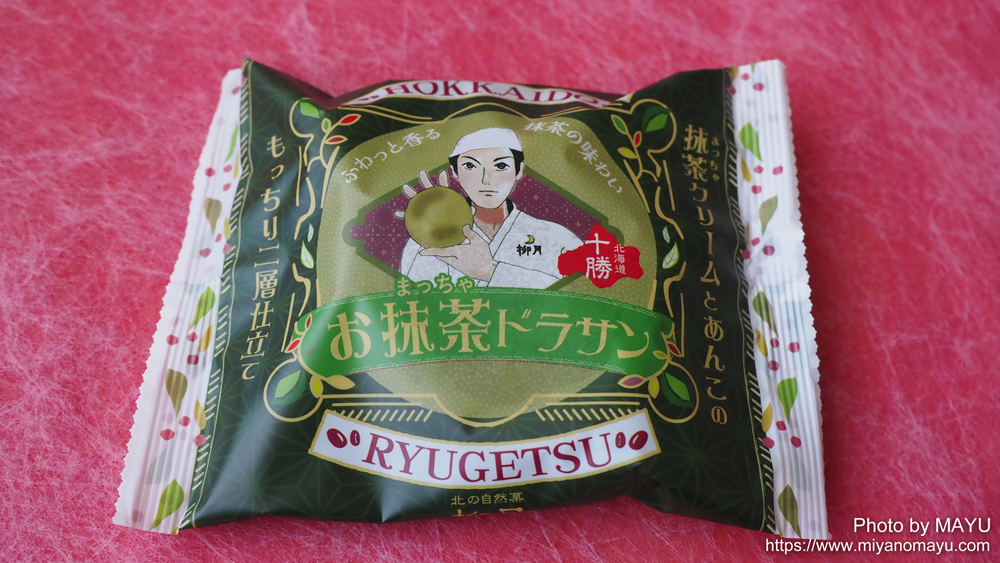 HOKKAIDO
ふわっと香る
抹茶の味わい
まっちゃ
抹茶クリームとあんこの
もっちり二層仕立て
柳月
北海道
十勝
まっちゃ
お抹茶ドラサン
RYUGETSU
北の自然菓
Photo by MAYU
https://www.miyanomayu.com